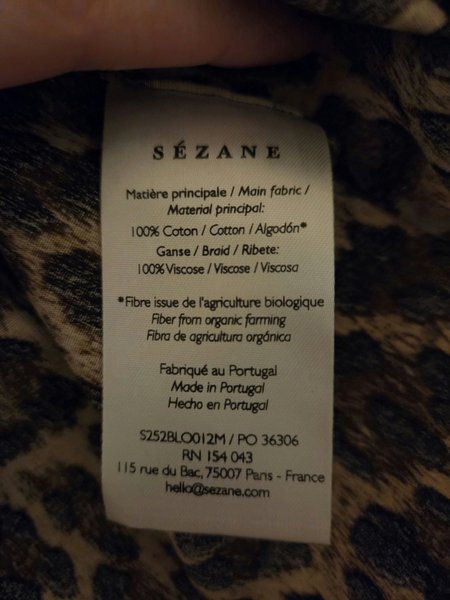 SÉZANE
Matière principale / Main fabric /
Material principal:
100% Coton / Cotton / Algodón*
Ganse / Braid / Ribete:
100% Viscose / Viscose / Viscosa
*Fibre issue de l'agriculture biologique
Fiber from organic farming
Fibra de agricultura orgánica
Fabriqué au Portugal
Made in Portugal
Hecho en Portugal
S252BLO012M / PO 36306
RN 154 043
115 rue du Bac, 75007 Paris - France
hello@sezane.com